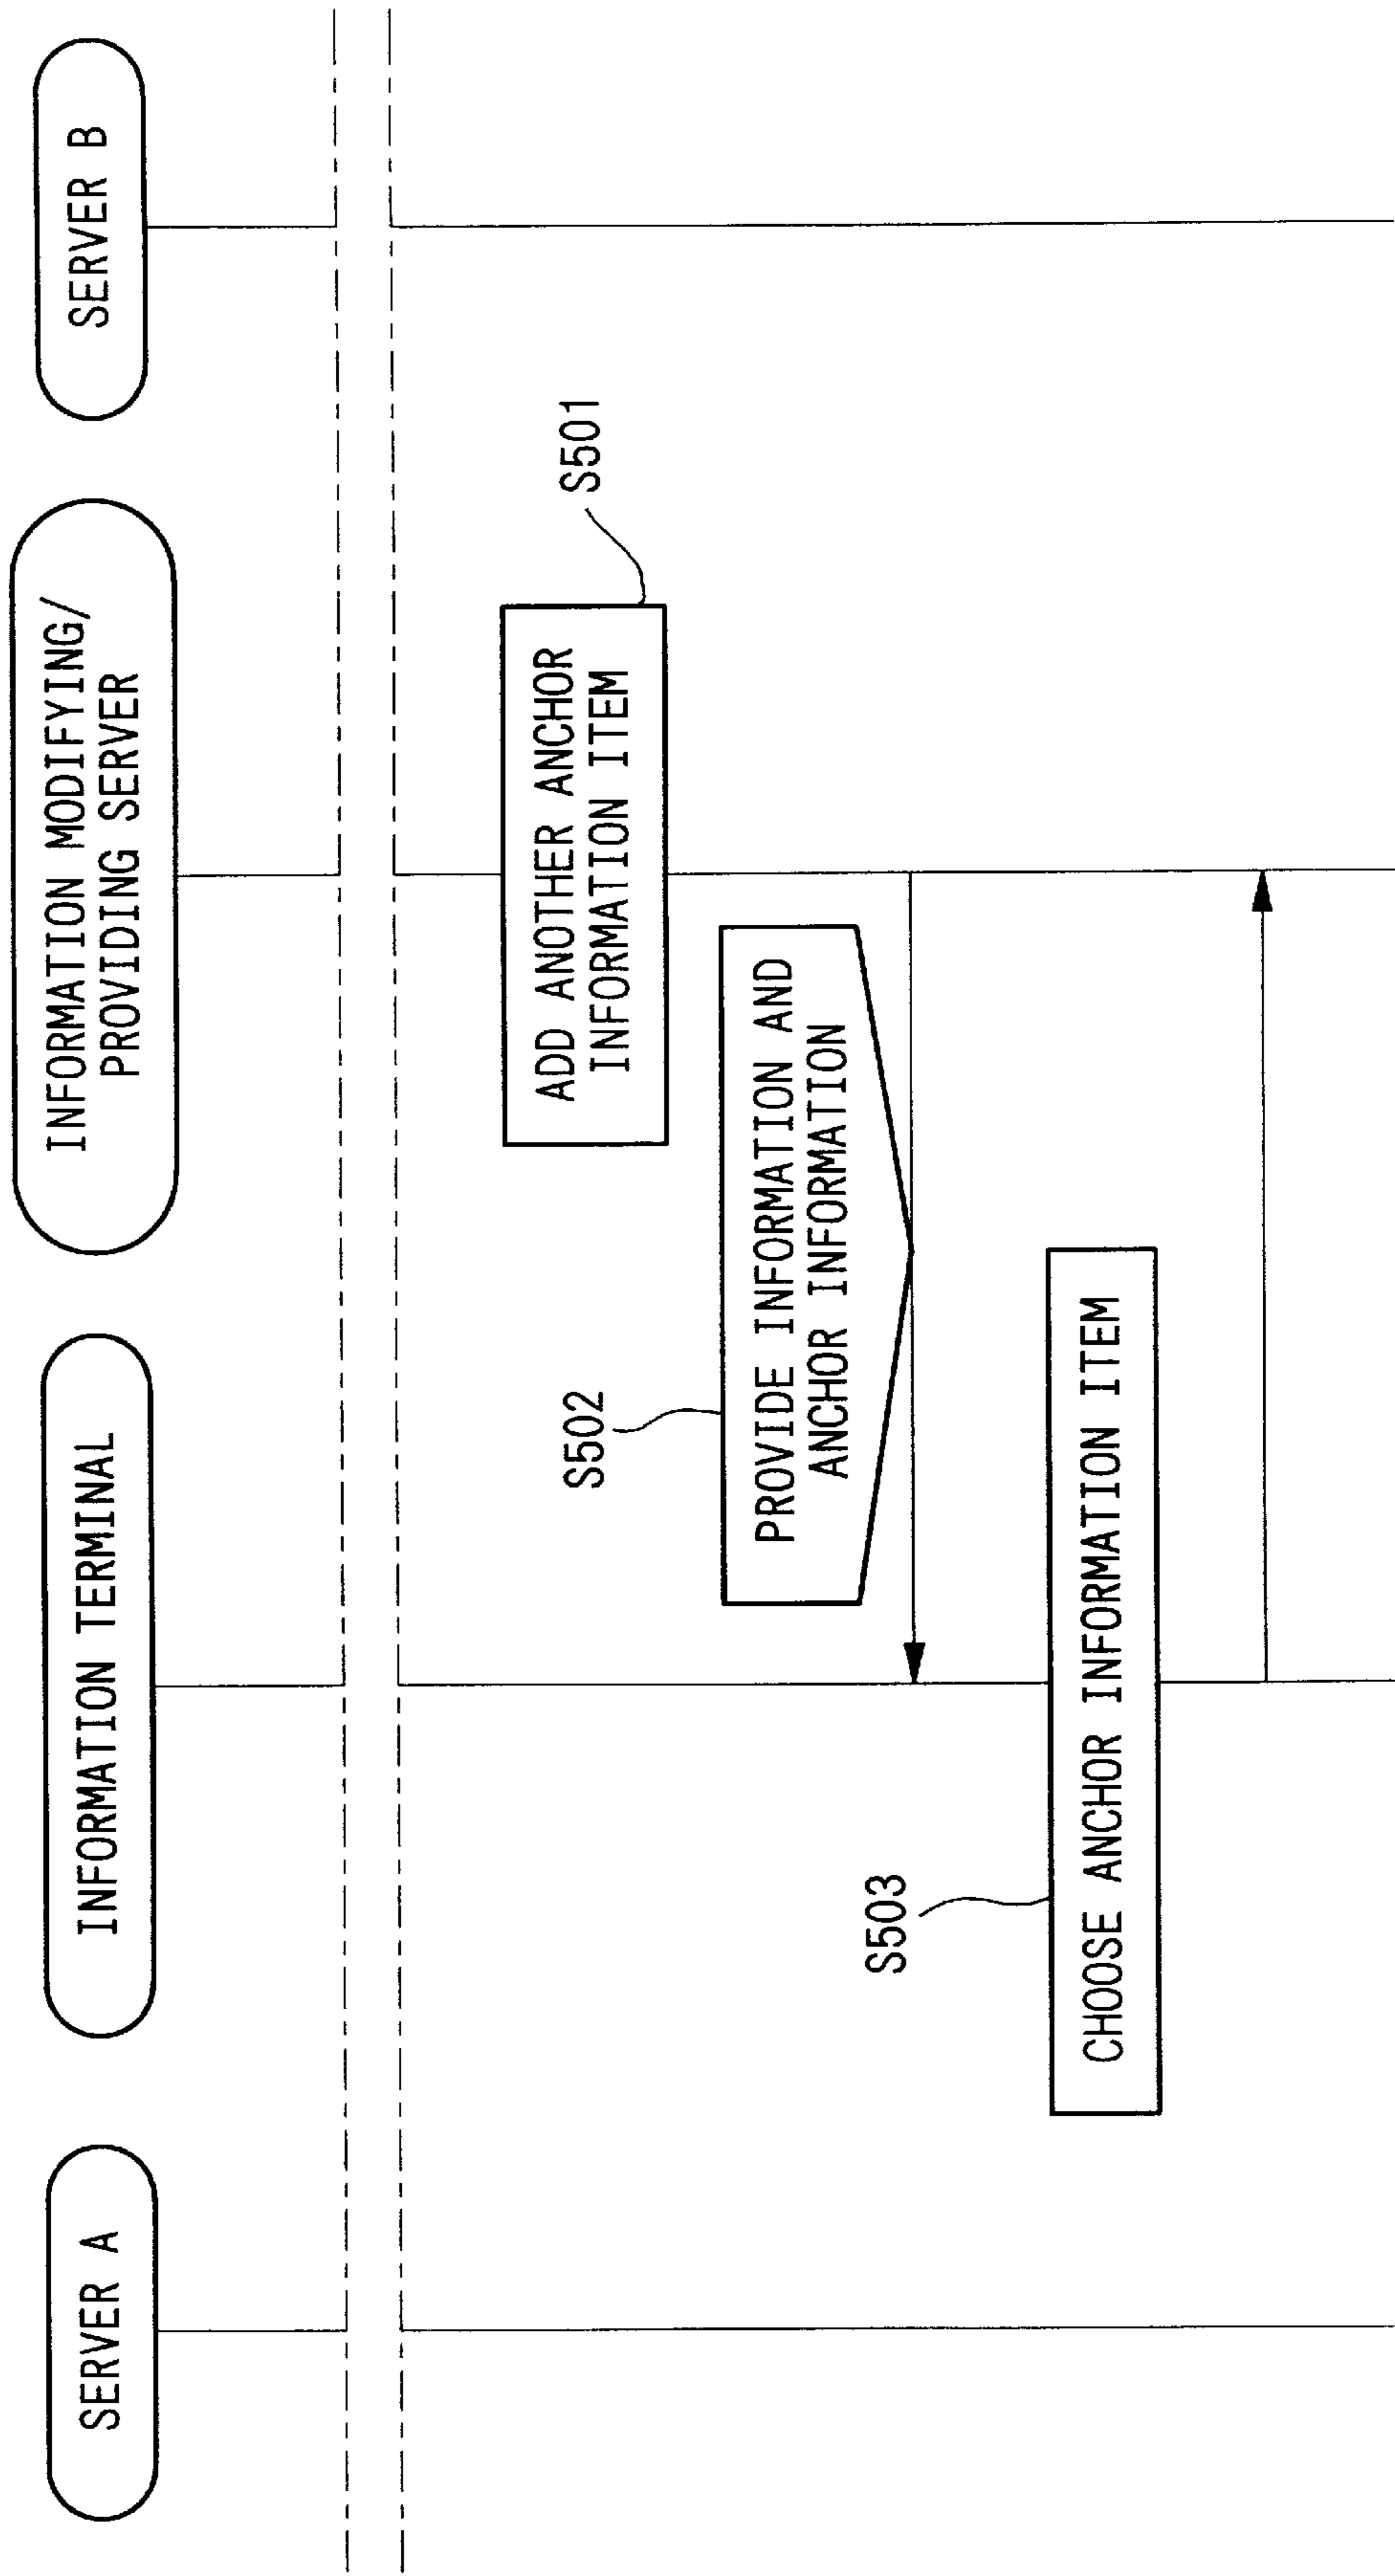 SERVER A
INFORMATION TERMINAL
INFORMATION MODIFYING/
PROVIDING SERVER
SERVER B
ADD ANOTHER ANCHOR
INFORMATION ITEM
S501
S502
PROVIDE INFORMATION AND
ANCHOR INFORMATION
S503
CHOOSE ANCHOR INFORMATION ITEM